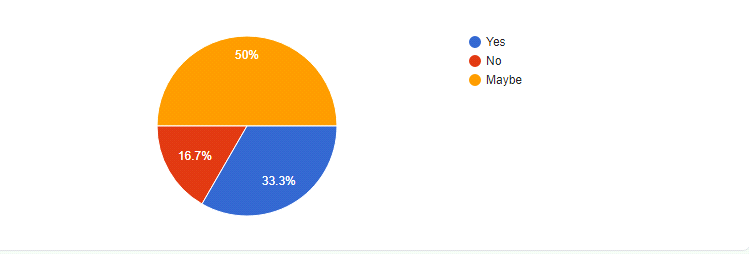 50%
16.7%
33.3%
Yes
No
Maybe